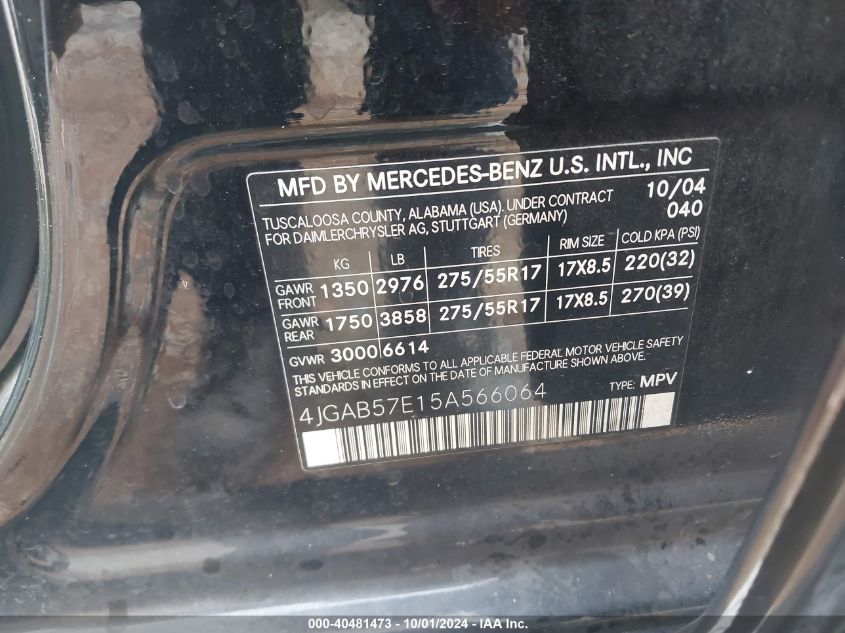 MFD BY MERCEDES-BENZ U.S. INTL., INC
TUSCALOOSA COUNTY, ALABAMA (USA). UNDER CONTRACT 10/04
FOR DAIMLERCHRYSLER AG, STUTTGART (GERMANY) 040
KG LB TIRES RIM SIZE COLD KPA (PSI)
GAWR FRONT 1350 2976 275/55R17 17X8.5 220(32)
GAWR REAR 1750 3858 275/55R17 17X8.5 270(39)
GVWR 3000 6614
THIS VEHICLE CONFORMS TO ALL APPLICABLE FEDERAL MOTOR VEHICLE SAFETY
STANDARDS IN EFFECT ON THE DATE OF MANUFACTURE SHOWN ABOVE.
4JGAB57E15A566064 TYPE: MPV
000-40481473 - 10/01/2024 - IAA Inc.